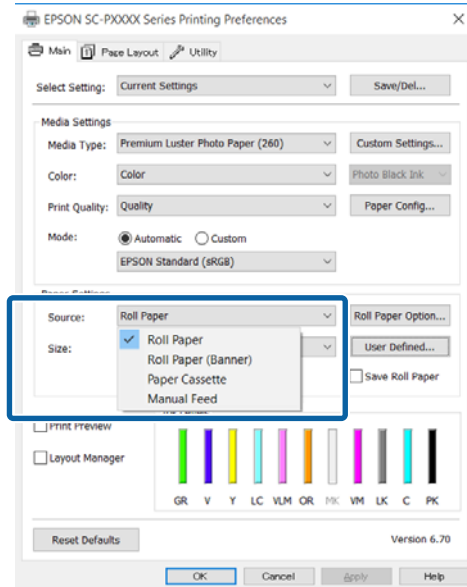 EPSON SC-PXXXX Series Printing Preferences
Main Page Layout Utility
Select Setting: Current Settings Save/Del...
Media Settings
Media Type: Premium Luster Photo Paper (260) Custom Settings...
Color: Color Photo Black Ink
Print Quality: Quality Paper Config...
Mode: Automatic Custom
EPSON Standard (sRGB)
Paper Settings
Source: Roll Paper Roll Paper Option...
Roll Paper
Size: User Defined...
Roll Paper (Banner)
Paper Cassette Save Roll Paper
Manual Feed
Print Preview
Layout Manager
GR V Y LC VLM OR MK VM LK C PK
Reset Defaults Version 6.70
OK Cancel Apply Help